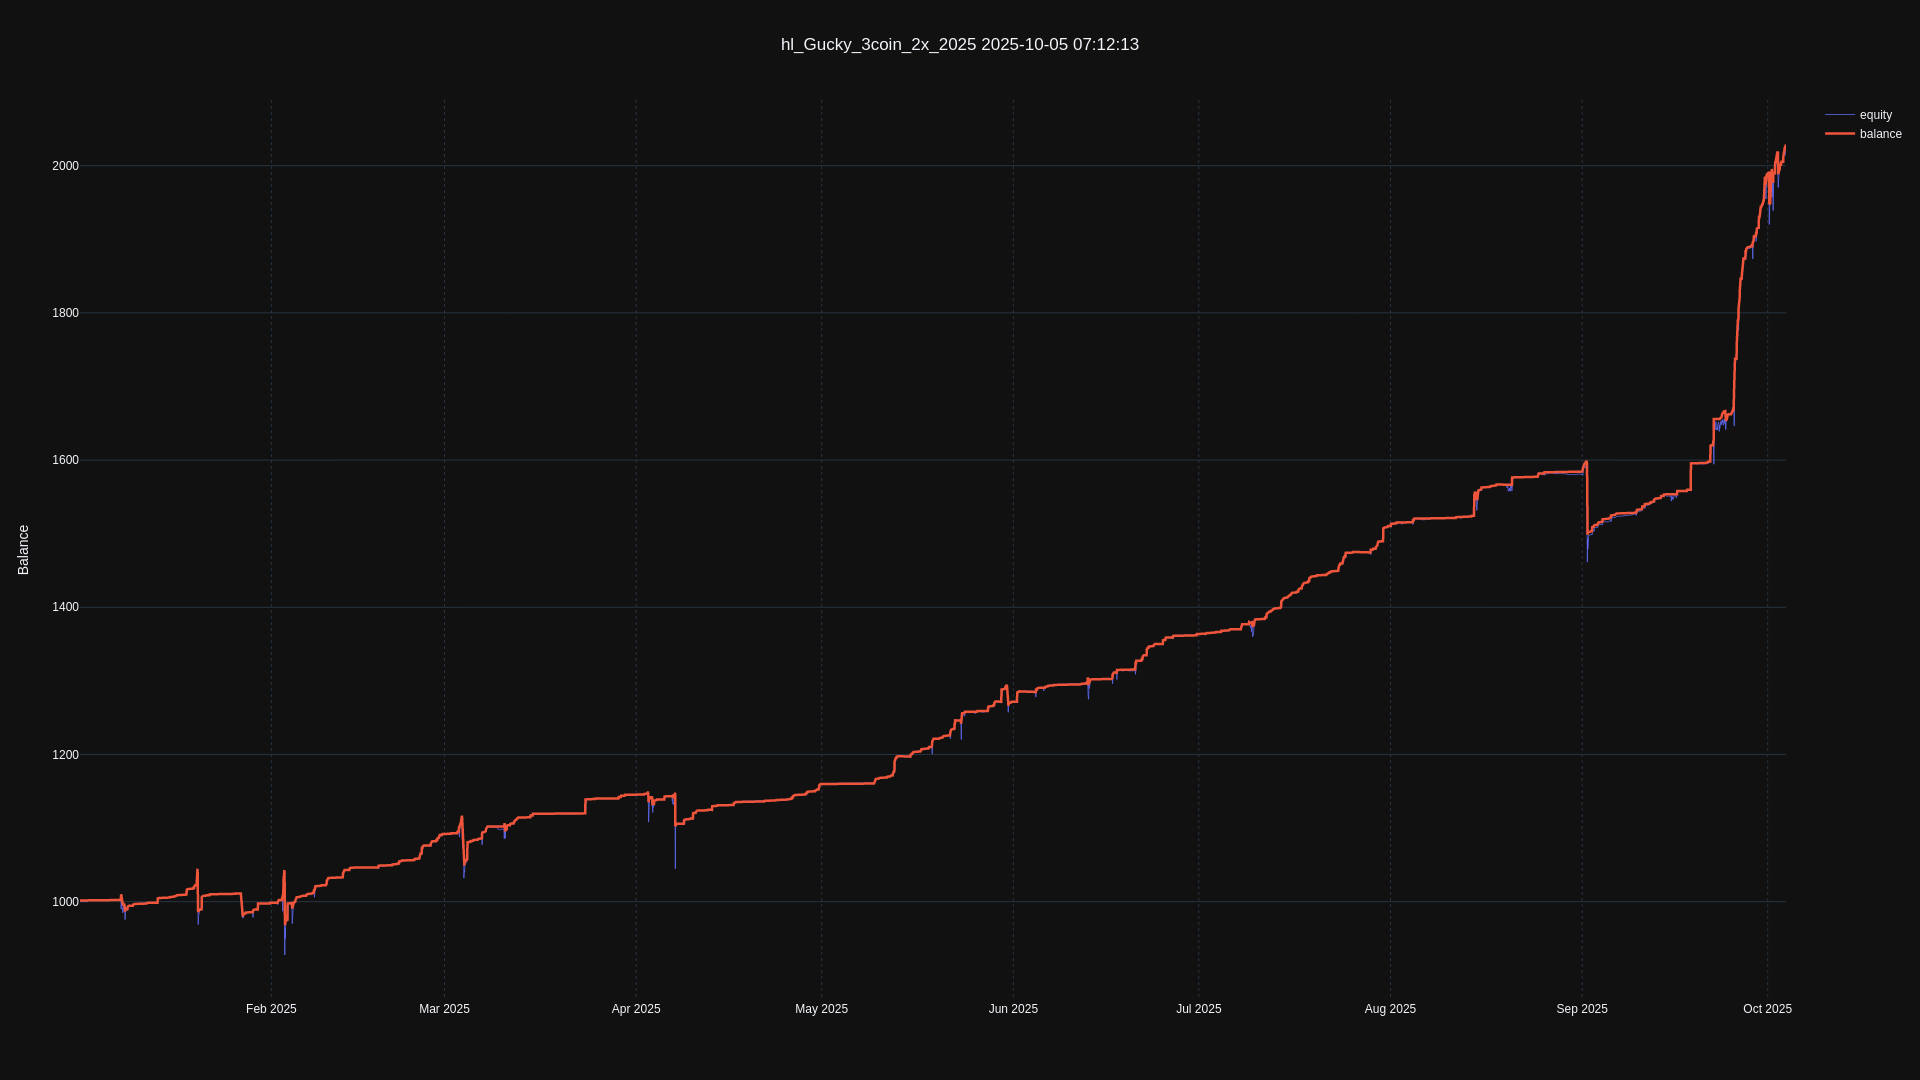 hl_Gucky_3coin_2x_2025 2025-10-05 07:12:13
equity
balance
2000
1800
1600
1400
1200
1000
Balance
Feb 2025
Mar 2025
Apr 2025
May 2025
Jun 2025
Jul 2025
Aug 2025
Sep 2025
Oct 2025